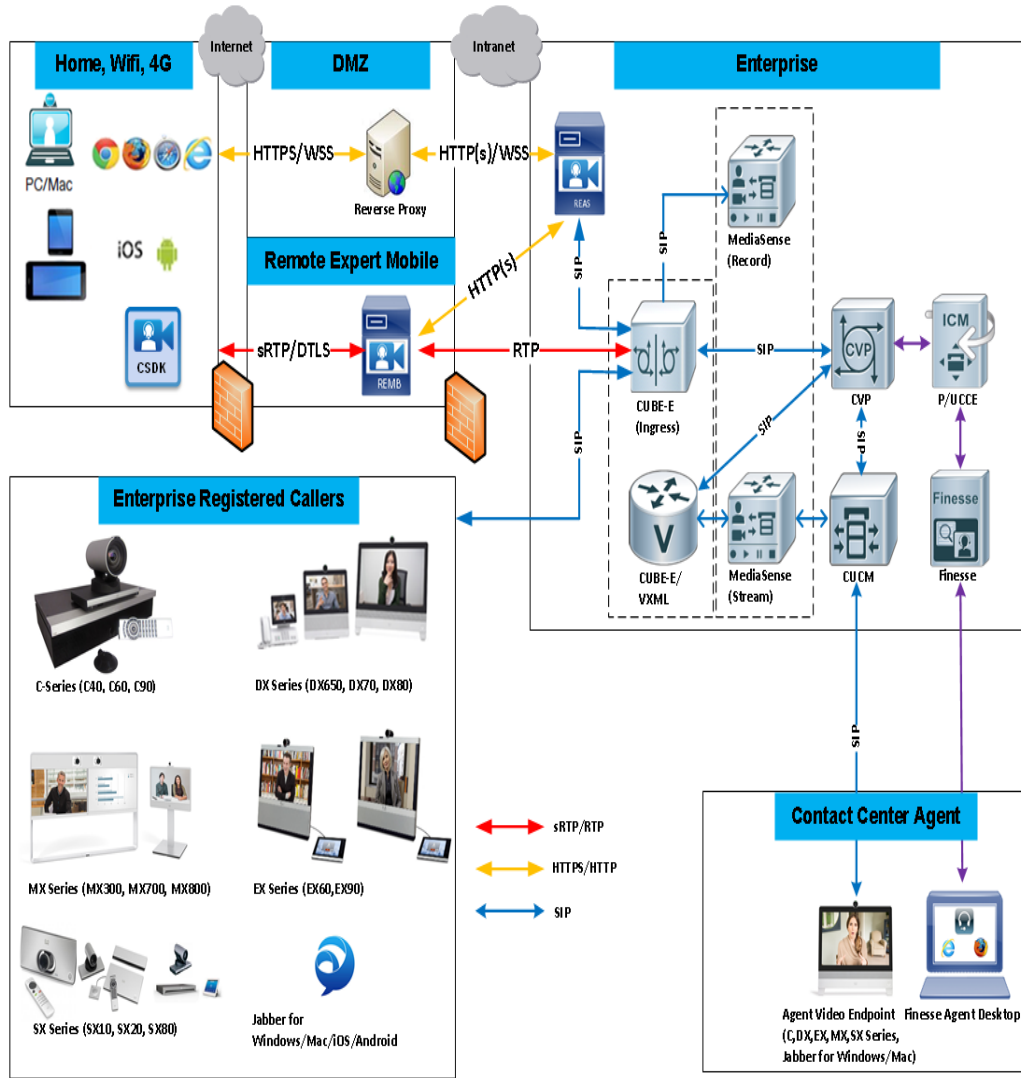 Internet
Intranet
Home, Wifi, 4G
DMZ
Enterprise
PC/Mac
HTTPS/WSS
HTTP(s)/WSS
Reverse Proxy
REAS
MediaSense
(Record)
iOS
Remote Expert Mobile
HTTP(s)
SIP
SIP
CSDK
sRTP/DTLS
REMB
RTP
CUBE-E
(Ingress)
SIP
CVP
CVP
ICM
P/UCCE
SIP
SIP
SIP
Enterprise Registered Callers
V
CUBE-E/
VXML
MediaSense
(Stream)
CUCM
Finesse
Finesse
C-Series (C40, C60, C90)
DX Series (DX650, DX70, DX80)
SIP
MX Series (MX300, MX700, MX800)
EX Series (EX60,EX90)
sRTP/RTP
HTTPS/HTTP
SIP
Contact Center Agent
SX Series (SX10, SX20, SX80)
Jabber for
Windows/Mac/iOS/Android
Agent Video Endpoint
(C,DX,EX, MX,SX Series,
Jabber for Windows/Mac)
Finesse Agent Desktop